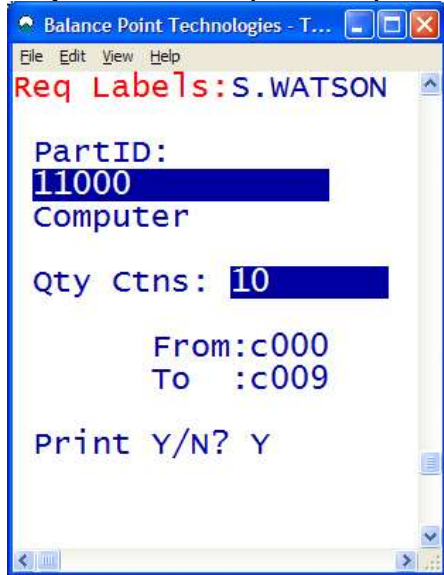 Balance Point Technologies - T...
File Edit View Help
Req Labels:S.WATSON
PartID:
11000
Computer
Qty Ctns: 10
From:c000
To :c009
Print Y/N? Y